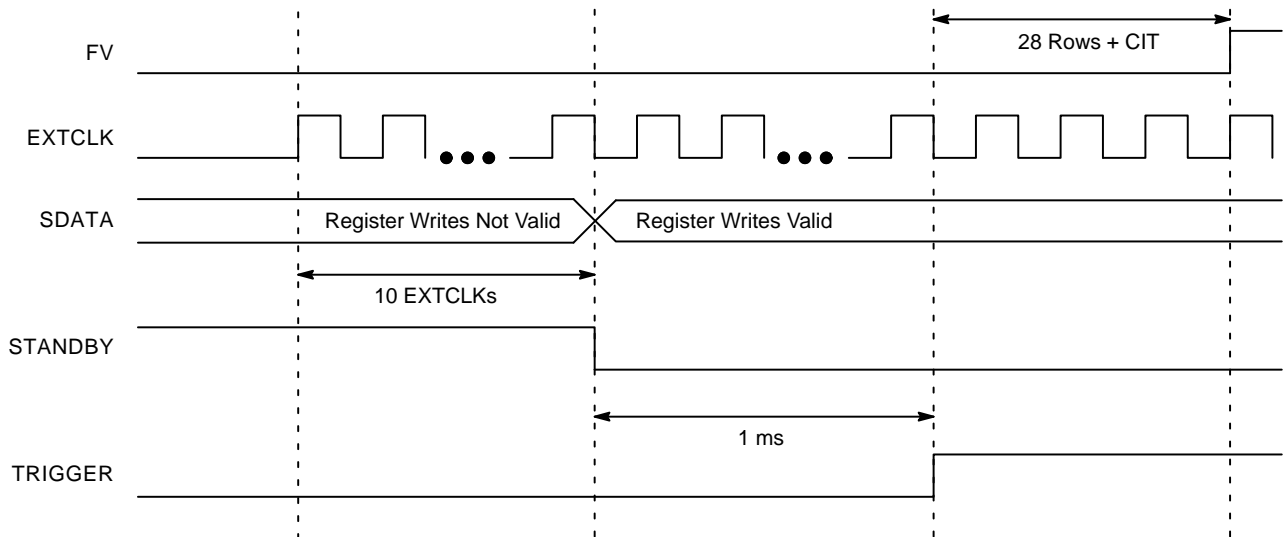 28 Rows + CIT
FV
EXTCLK
SDATA
Register Writes Not Valid
Register Writes Valid
10 EXTCLKs
STANDBY
1 ms
TRIGGER